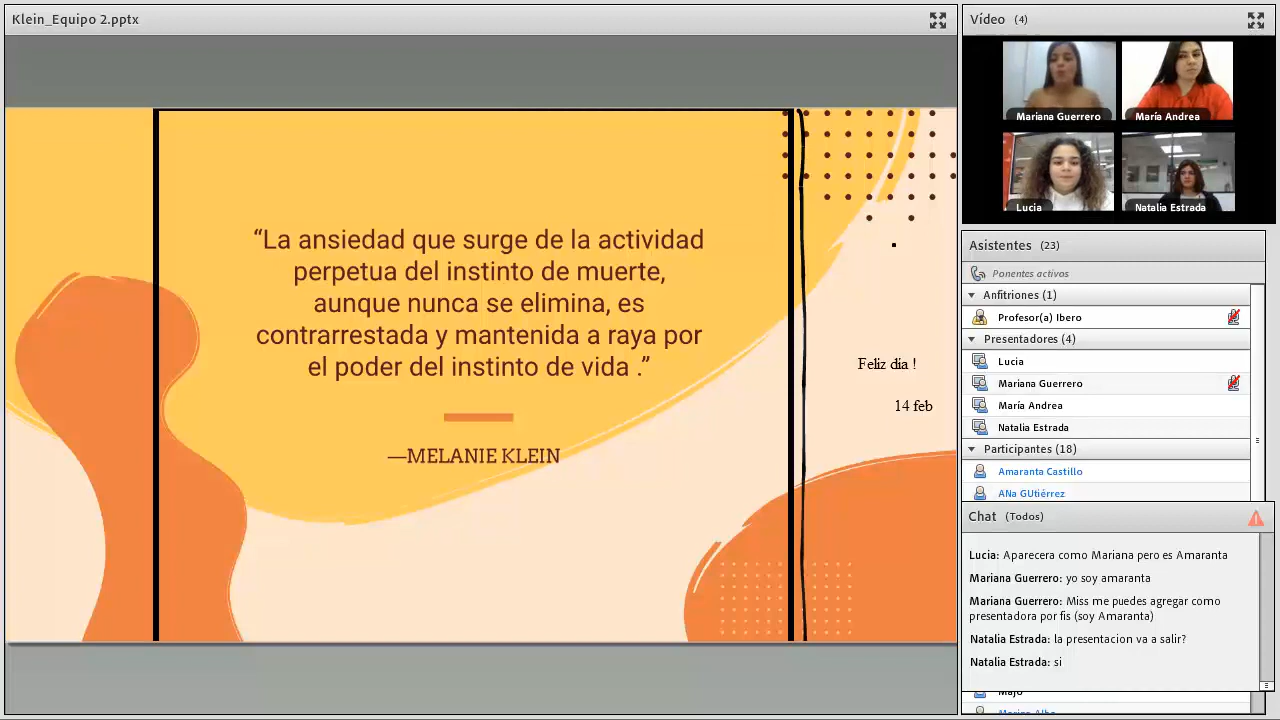 Klein_Equipo 2.pptx
“La ansiedad que surge de la actividad
perpetua del instinto de muerte,
aunque nunca se elimina, es
contrarrestada y mantenida a raya por
el poder del instinto de vida .”
—MELANIE KLEIN
Feliz dia !
14 feb
Vídeo (4)
Mariana Guerrero
María Andrea
Lucia
Natalia Estrada
Asistentes (23)
Ponentes activos
Anfitriones (1)
Profesor(a) Ibero
Presentadores (4)
Lucia
Mariana Guerrero
María Andrea
Natalia Estrada
Participantes (18)
Amaranta Castillo
ANa GUtiérrez
Chat (Todos)
Lucia: Aparecera como Mariana pero es Amaranta
Mariana Guerrero: yo soy amaranta
Mariana Guerrero: Miss me puedes agregar como
presentadora por fis (soy Amaranta)
Natalia Estrada: la presentacion va a salir?
Natalia Estrada: si
Majo